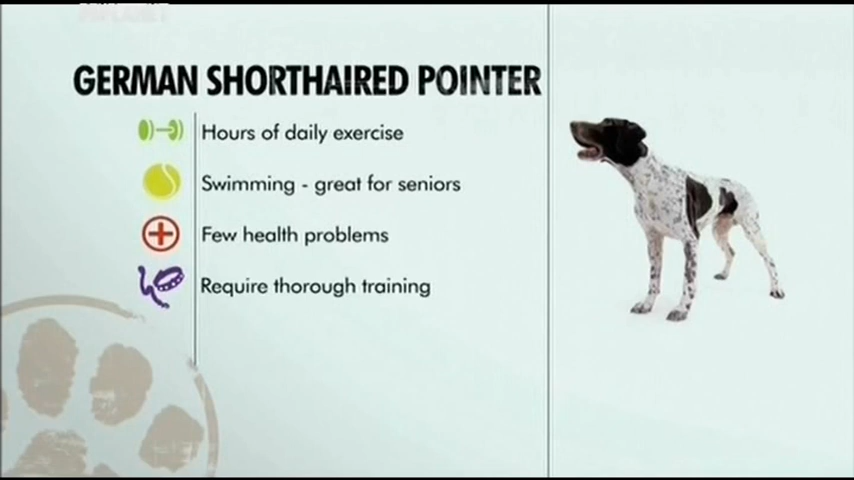 GERMAN SHORTHAIRED POINTER
Hours of daily exercise
Swimming - great for seniors
Few health problems
Require thorough training